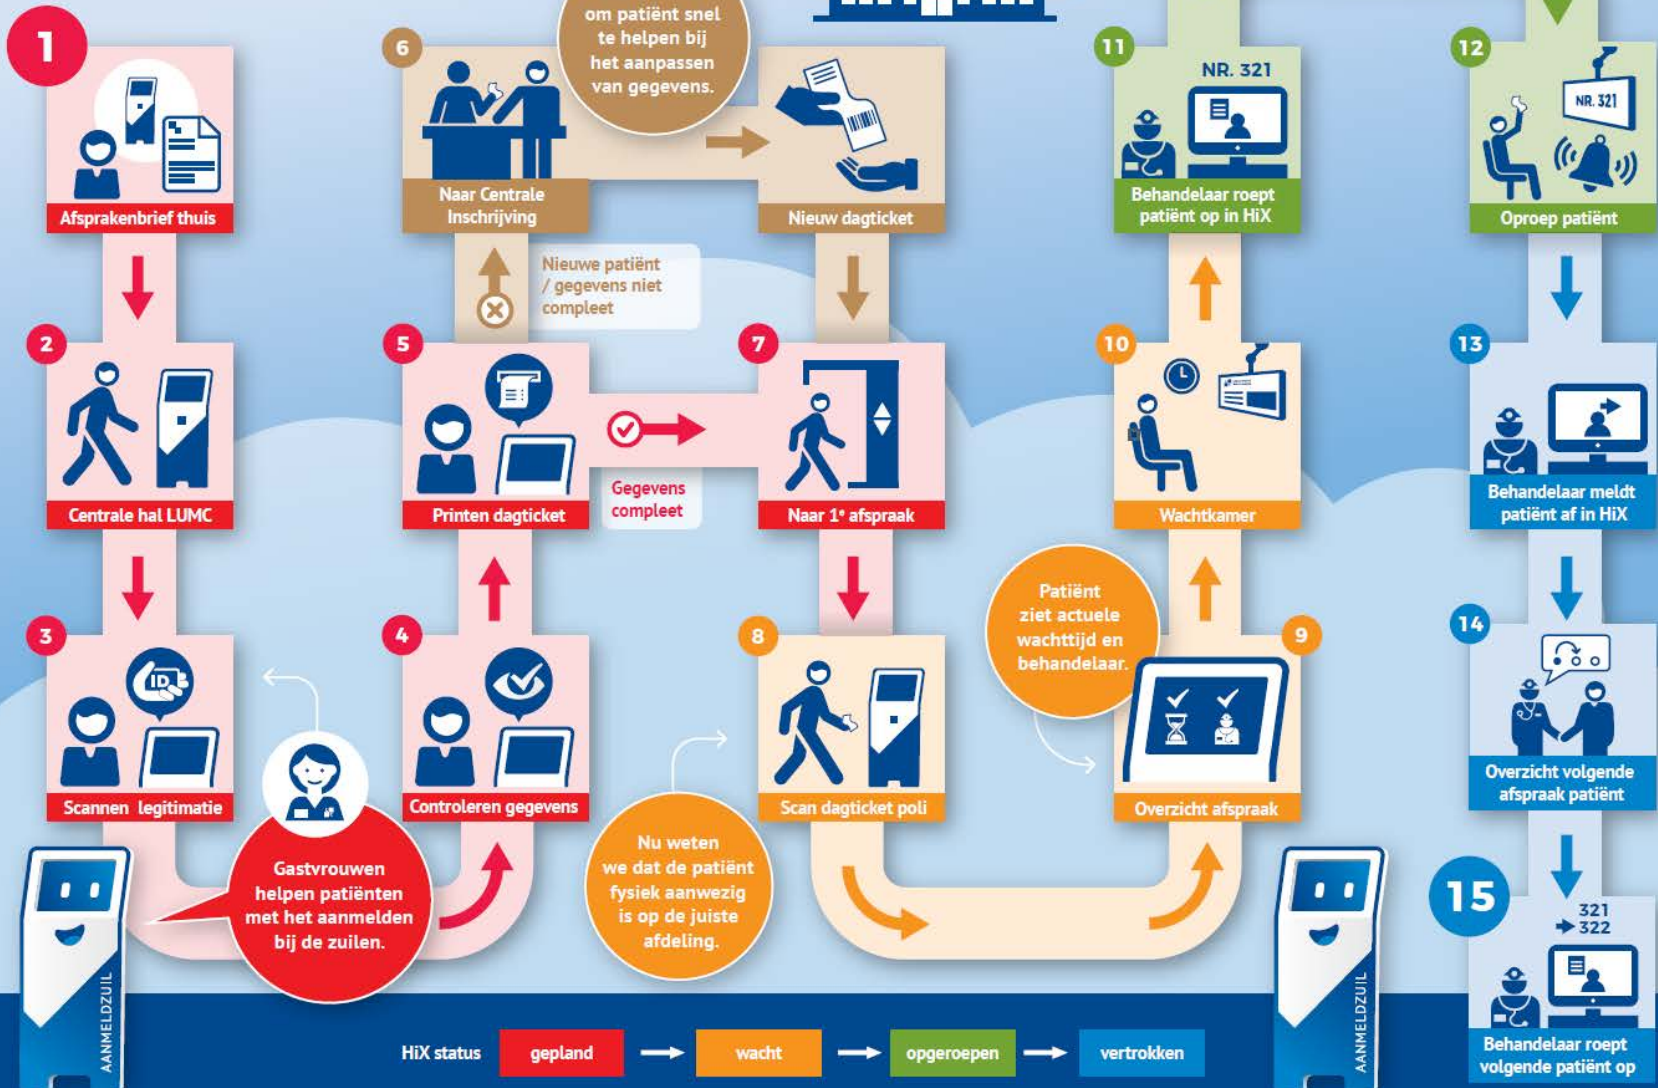 1
Afsprakenbrief thuis
2
Centrale hal LUMC
3
ID
Scannen legitimatie
Gastvrouwen
helpen patiënten
met het aanmelden
bij de zuilen.
4
Controleren gegevens
5
Printen dagticket
Nieuwe patiënt
/ gegevens niet
compleet
Gegevens
compleet
6
Naar Centrale
Inschrijving
om patiënt snel
te helpen bij
het aanpassen
van gegevens.
Nieuw dagticket
7
Naar 1e afspraak
8
Scan dagticket poli
Nu weten
we dat de patiënt
fysiek aanwezig
is op de juiste
afdeling.
9
Overzicht afspraak
Patiënt
ziet actuele
wachttijd en
behandelaar.
10
Wachtkamer
11
NR. 321
Behandelaar roept
patiënt op in HiX
12
NR. 321
Oproep patiënt
13
Behandelaar meldt
patiënt af in HiX
14
Overzicht volgende
afspraak patiënt
15
321
322
Behandelaar roept
volgende patiënt op
AANMELDZUIL
HiX status
gepland
wacht
opgeroepen
vertrokken
AANMELDZUIL